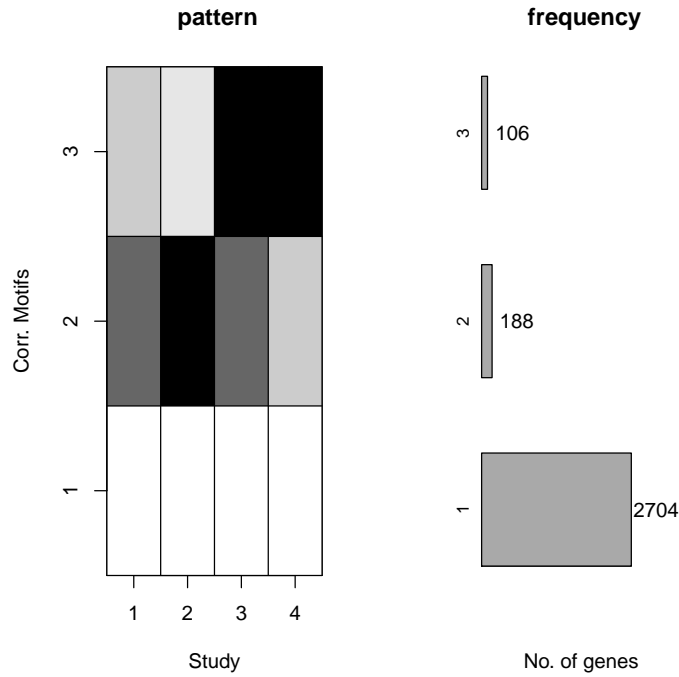 pattern
frequency
Corr. Motifs
3
2
1
1 2 3 4
Study
3
106
2
188
1
2704
No. of genes